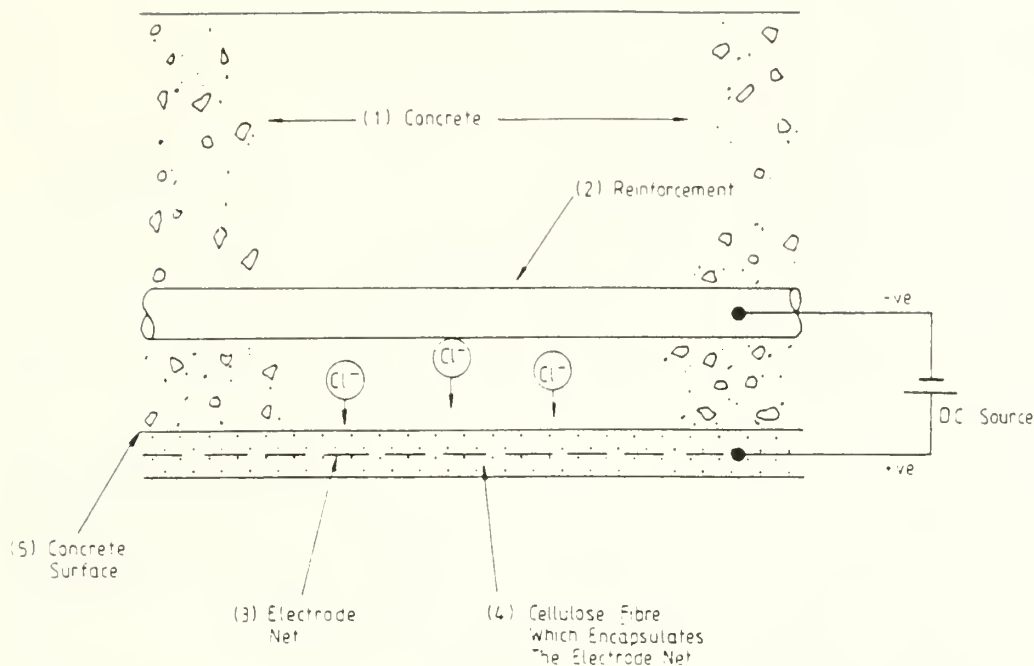 (1) Concrete
(2) Reinforcement
-ve
Cl⁻
Cl⁻
Cl⁻
DC Source
+ve
(5) Concrete
Surface
(3) Electrode
Net
(4) Cellulose Fibre
Which Encapsulates
The Electrode Net